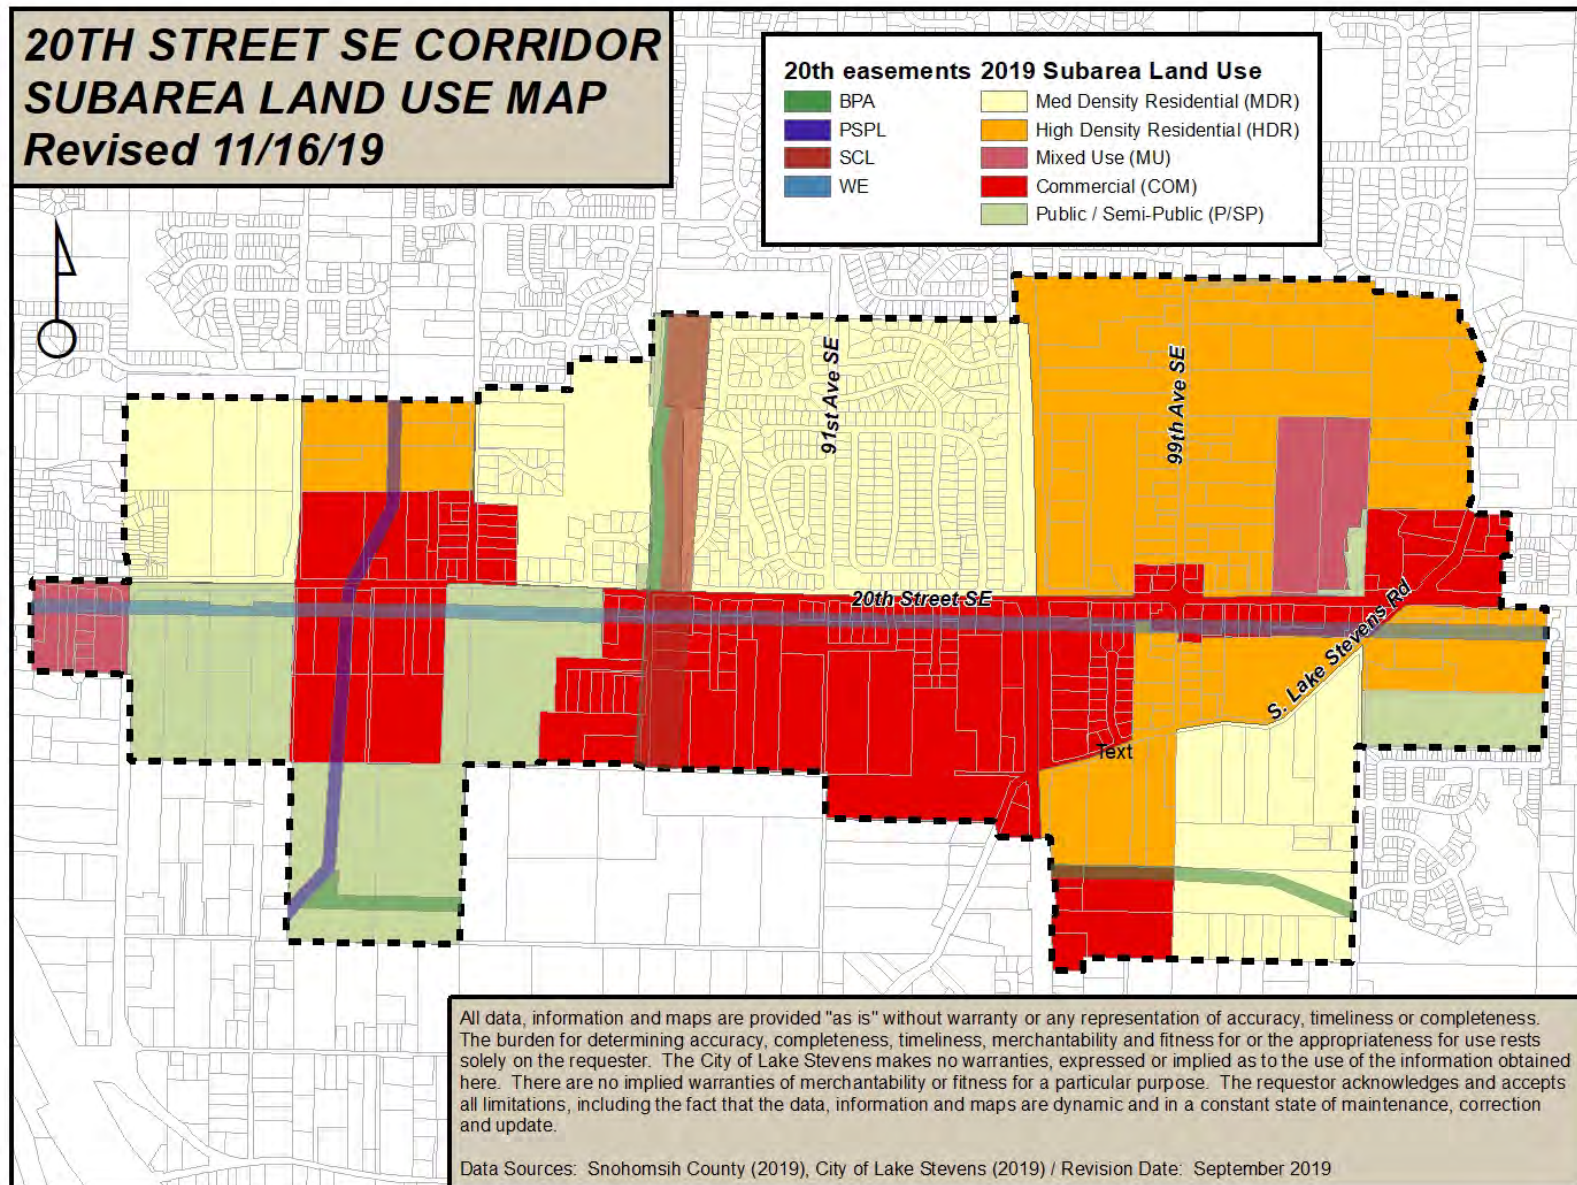 20TH STREET SE CORRIDOR
SUBAREA LAND USE MAP
Revised 11/16/19
20th easements
BPA
PSPL
SCL
WE
2019 Subarea Land Use
Med Density Residential (MDR)
High Density Residential (HDR)
Mixed Use (MU)
Commercial (COM)
Public / Semi-Public (P/SP)
91st Ave SE
99th Ave SE
20th Street SE
S. Lake Stevens Rd
Text
All data, information and maps are provided "as is" without warranty or any representation of accuracy, timeliness or completeness.
The burden for determining accuracy, completeness, timeliness, merchantability and fitness for or the appropriateness for use rests
solely on the requester. The City of Lake Stevens makes no warranties, expressed or implied as to the use of the information obtained
here. There are no implied warranties of merchantability or fitness for a particular purpose. The requestor acknowledges and accepts
all limitations, including the fact that the data, information and maps are dynamic and in a constant state of maintenance, correction
and update.
Data Sources: Snohomsih County (2019), City of Lake Stevens (2019) / Revision Date: September 2019